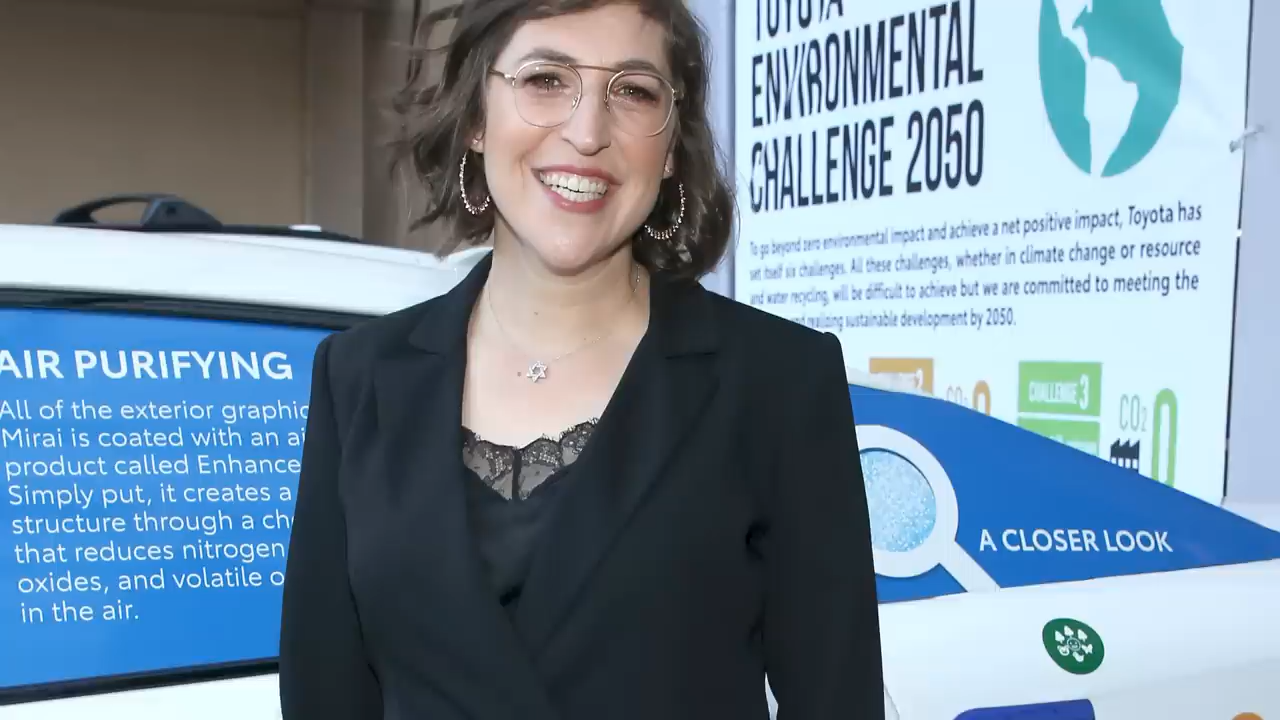 AIR PURIFYING
All of the exterior graphic
Mirai is coated with an ai
product called Enhance
Simply put, it creates a
structure through a ch
that reduces nitrogen
oxides, and volatile o
in the air.
TOYOTA
ENVIRONMENTAL
CHALLENGE 2050
To go beyond zero environmental impact and achieve a net positive impact, Toyota has
set itself six challenges. All these challenges, whether in climate change or resource
and water recycling, will be difficult to achieve but we are committed to meeting the
and realizing sustainable development by 2050.
CHALLENGE 3
CO2 0
A CLOSER LOOK